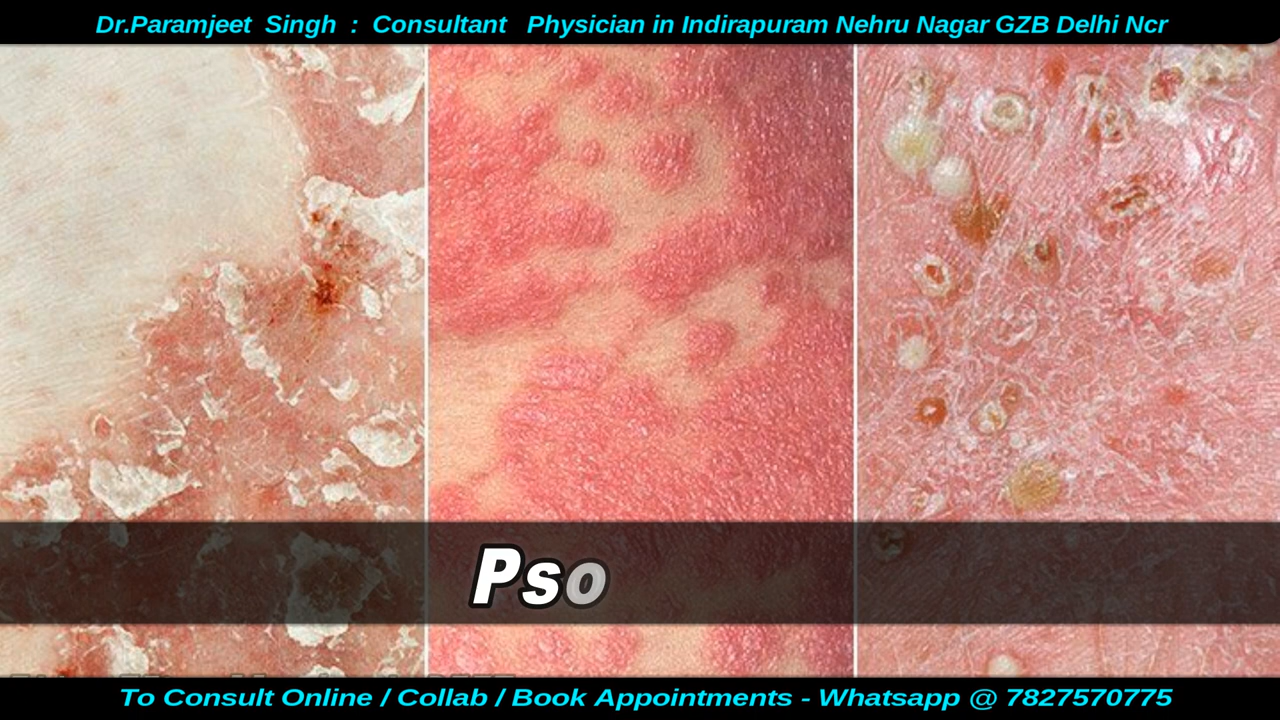 Dr.Paramjeet Singh : Consultant Physician in Indirapuram Nehru Nagar GZB Delhi Ncr
Pso
To Consult Online / Collab / Book Appointments - Whatsapp @ 7827570775